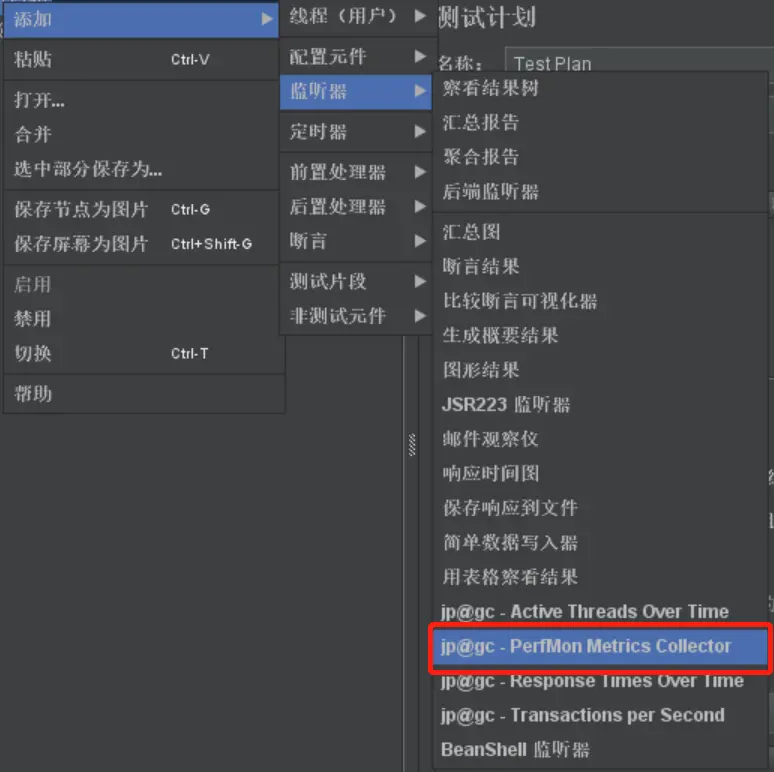 添加
粘贴 Ctrl-V
打开...
合并
选中部分保存为...
保存节点为图片 Ctrl-G
保存屏幕为图片 Ctrl+Shift-G
启用
禁用
切换 Ctrl-T
帮助
线程（用户）
配置元件
监听器
定时器
前置处理器
后置处理器
断言
测试片段
非测试元件
测试计划
名称： Test Plan
察看结果树
汇总报告
聚合报告
后端监听器
汇总图
断言结果
比较断言可视化器
生成概要结果
图形结果
JSR223 监听器
邮件观察仪
响应时间图
保存响应到文件
简单数据写入器
用表格察看结果
jp@gc - Active Threads Over Time
jp@gc - PerfMon Metrics Collector
jp@gc - Response Times Over Time
jp@gc - Transactions per Second
BeanShell 监听器